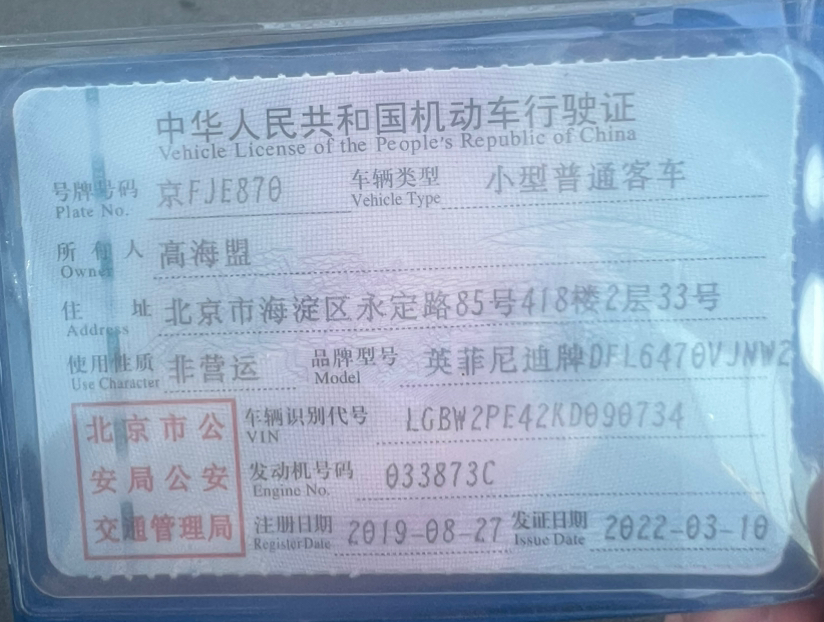 中华人民共和国机动车行驶证
Vehicle License of the People's Republic of China
号牌号码 京FJE870 车辆类型 小型普通客车
Plate No. Vehicle Type
所有人 高海盟
Owner
住址 北京市海淀区永定路85号418楼2层33号
Address
使用性质 非营运 品牌型号 英菲尼迪牌DFL6470VJNW2
Use Character Model
北京市公
安局公安
交通管理局
车辆识别代号 LGBW2PE42KD090734
VIN
发动机号码 033873C
Engine No.
注册日期 2019-08-27 发证日期 2022-03-10
Register Date Issue Date